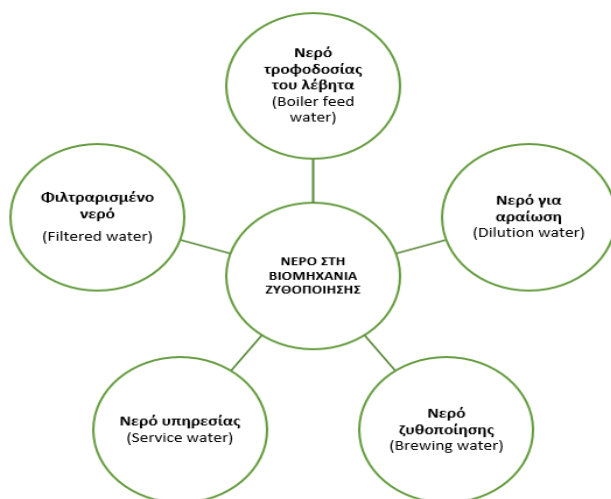 Νερό
τροφοδοσίας
του λέβητα
(Boiler feed
water)
Φιλτραρισμένο
νερό
(Filtered water)
Νερό για
αραίωση
(Dilution water)
ΝΕΡΟ ΣΤΗ
ΒΙΟΜΗΧΑΝΙΑ
ΖΥΘΟΠΟΙΗΣΗΣ
Νερό υπηρεσίας
(Service water)
Νερό
ζυθοποίησης
(Brewing water)